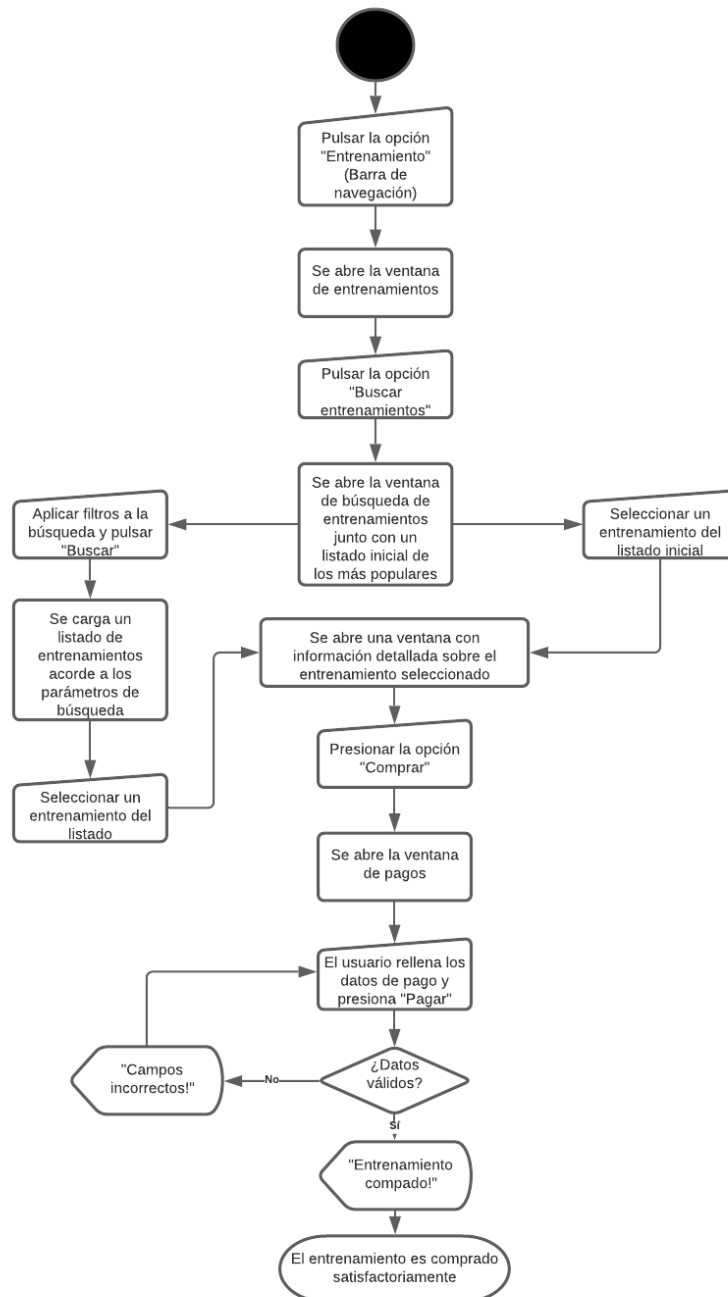 Pulsar la opción
"Entrenamiento"
(Barra de
navegación)
Se abre la ventana
de entrenamientos
Pulsar la opción
"Buscar
entrenamientos"
Se abre la ventana
de búsqueda de
entrenamientos
junto con un
listado inicial de
los más populares
Aplicar filtros a la
búsqueda y pulsar
"Buscar"
Seleccionar un
entrenamiento del
listado inicial
Se carga un
listado de
entrenamientos
acorde a los
parámetros de
búsqueda
Seleccionar un
entrenamiento del
listado
Se abre una ventana con
información detallada sobre el
entrenamiento seleccionado
Presionar la opción
"Comprar"
Se abre la ventana
de pagos
El usuario rellena los
datos de pago y
presiona "Pagar"
¿Datos
válidos?
No
"Campos
incorrectos!"
Sí
"Entrenamiento
compado!"
El entrenamiento es comprado
satisfactoriamente